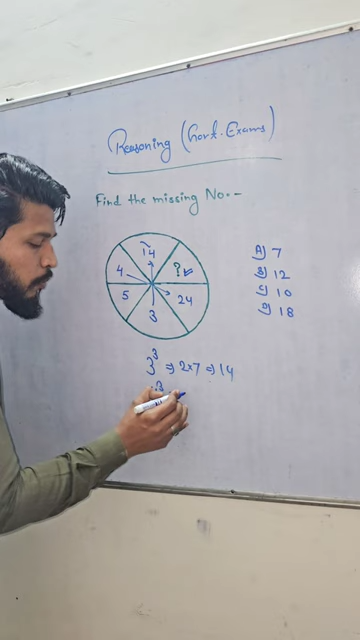 Reasoning (Govt. Exams)
Find the missing No:-
14
4
?
5
24
3
A) 7
B) 12
C) 10
D) 18
3³ ⇒ 2×7 ⇒ 14